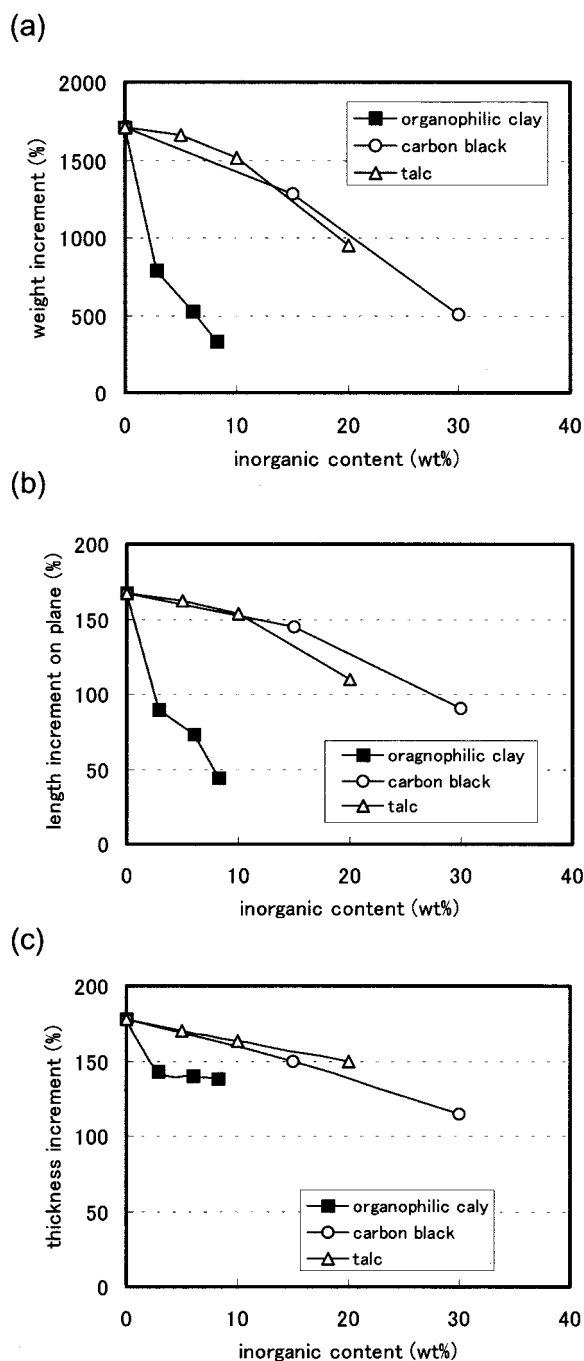 (a)
2000
1500
1000
500
0
weight increment (%)
organophilic clay
carbon black
talc
0 10 20 30 40
inorganic content (wt%)
(b)
200
150
100
50
0
length increment on plane (%)
oragnophilic clay
carbon black
talc
0 10 20 30 40
inorganic content (wt%)
(c)
200
150
100
50
0
thickness increment (%)
organophilic caly
carbon black
talc
0 10 20 30 40
inorganic content (wt%)